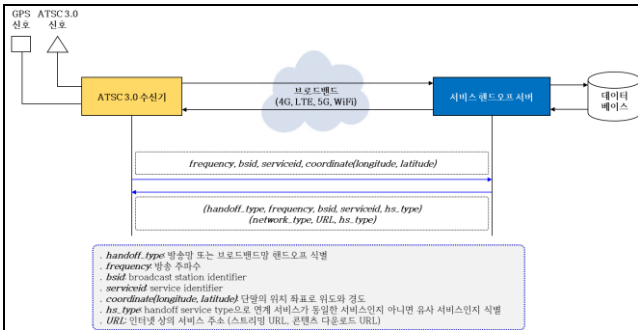 GPS ATSC 3.0
신호 신호
ATSC 3.0 수신기
브로드밴드
(4G, LTE, 5G, WiFi)
서비스 핸드오프 서버
데이터
베이스
frequency, bsid, serviceid, coordinate(longitude, latitude)
(handoff_type, frequency, bsid, serviceid, hs_type)
(network_type, URL, hs_type)
. handoff_type: 방송망 또는 브로드밴드망 핸드오프 식별
. frequency: 방송 주파수
. bsid: broadcast station identifier
. serviceid: service identifier
. coordinate(longitude, latitude): 단말의 위치 좌표로 위도와 경도
. hs_type: handoff service type으로 연계 서비스가 동일한 서비스인지 아니면 유사 서비스인지 식별
. URL: 인터넷 상의 서비스 주소 (스트리밍 URL, 콘텐츠 다운로드 URL)